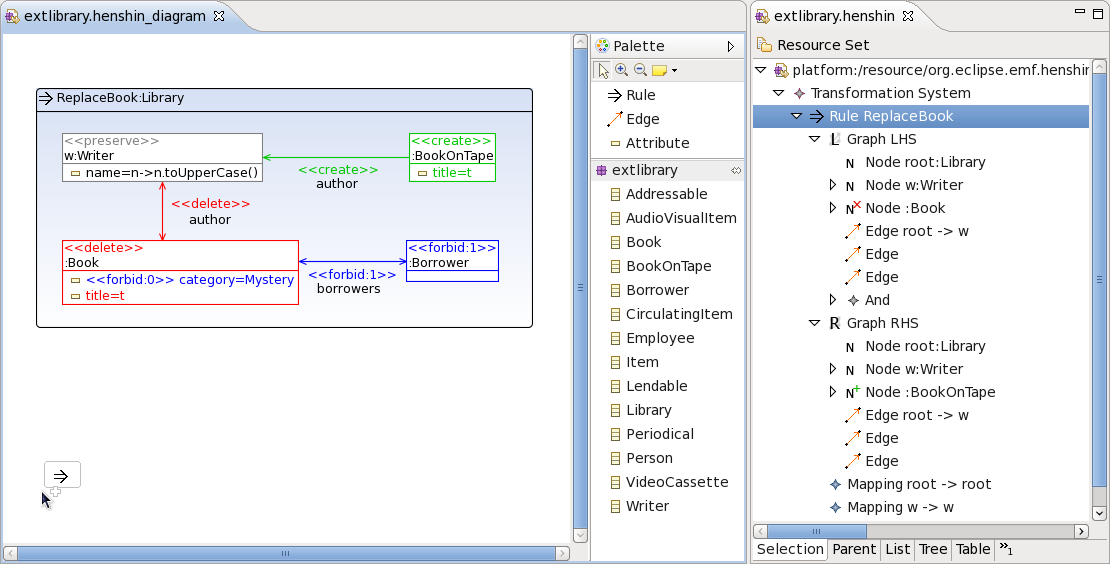 extlibrary.henshin_diagram
ReplaceBook:Library
<<preserve>>
w:Writer
name=n->n.toUpperCase()
<<create>>
author
<<create>>
:BookOnTape
title=t
<<delete>>
author
<<delete>>
:Book
<<forbid:0>> category=Mystery
title=t
<<forbid:1>>
borrowers
<<forbid:1>>
:Borrower
Palette
Rule
Edge
Attribute
extlibrary
Addressable
AudioVisualItem
Book
BookOnTape
Borrower
CirculatingItem
Employee
Item
Lendable
Library
Periodical
Person
VideoCassette
Writer
extlibrary.henshin
Resource Set
platform:/resource/org.eclipse.emf.henshin
Transformation System
Rule ReplaceBook
L Graph LHS
N Node root:Library
N Node w:Writer
N Node :Book
Edge root -> w
Edge
Edge
And
R Graph RHS
N Node root:Library
N Node w:Writer
N Node :BookOnTape
Edge root -> w
Edge
Edge
Mapping root -> root
Mapping w -> w
Selection Parent List Tree Table »1